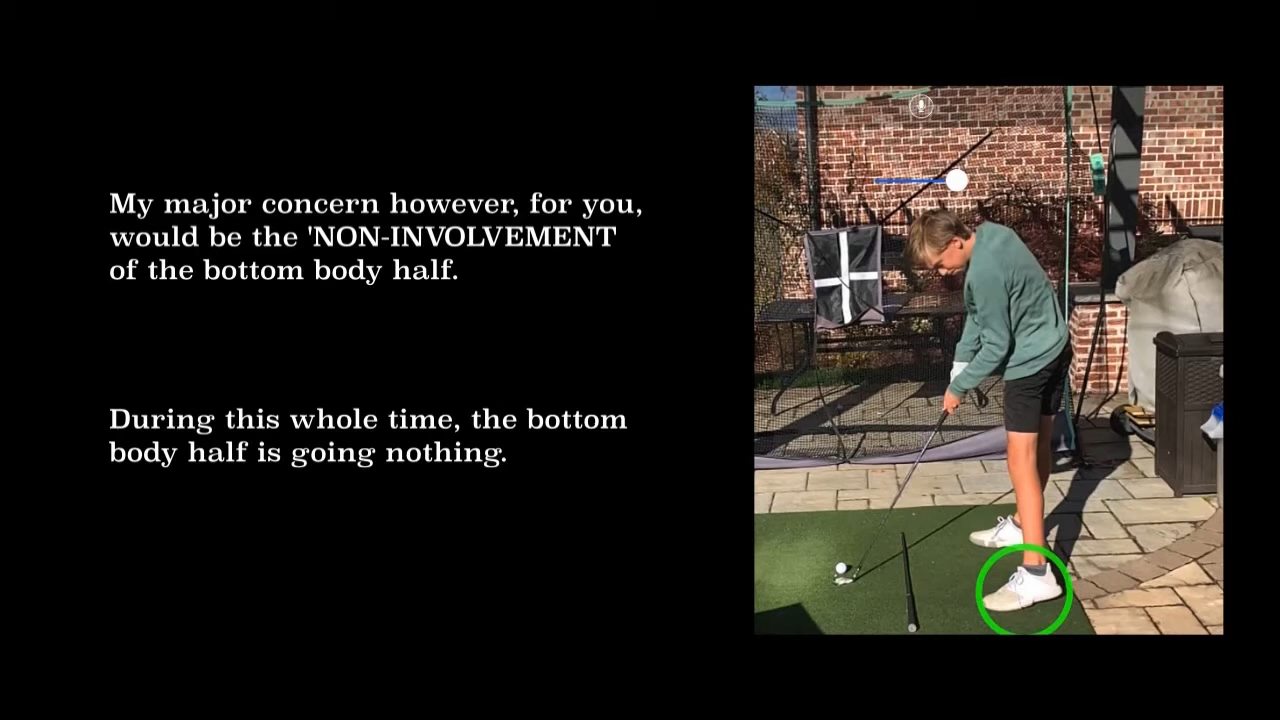 My major concern however, for you,
would be the 'NON-INVOLVEMENT
of the bottom body half.
During this whole time, the bottom
body half is going nothing.